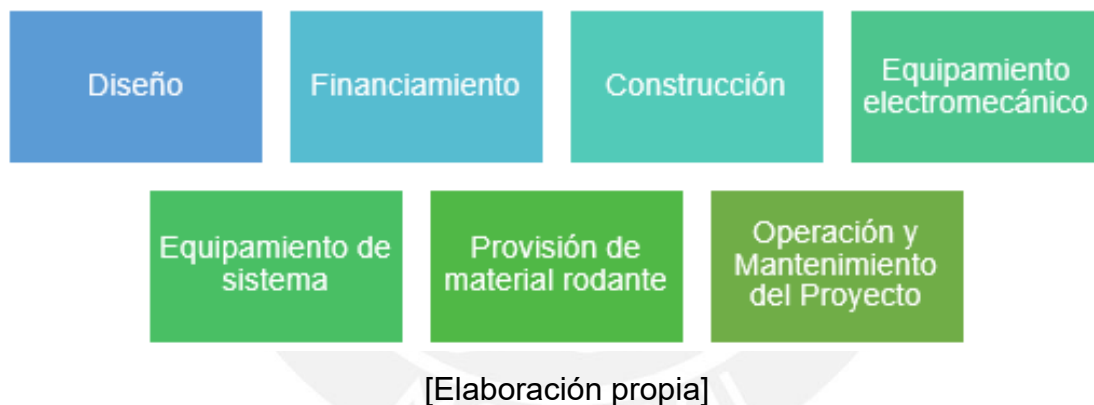 Diseño
Financiamiento
Construcción
Equipamiento
electromecánico
Equipamiento de
sistema
Provisión de
material rodante
Operación y
Mantenimiento
del Proyecto
[Elaboración propia]